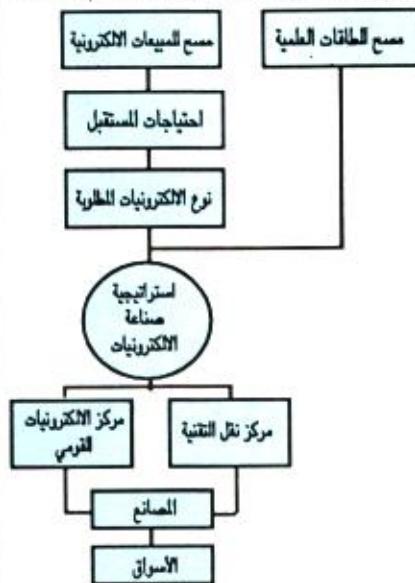 مسح للطاقات العلمية
مسح للمبيعات الالكترونية
احتياجات المستقبل
نوع الالكترونيات المطلوبة
استراتيجية
صناعة
الالكترونيات
مركز نقل التقنية
مركز الالكترونيات
القومي
المصانع
الأسواق